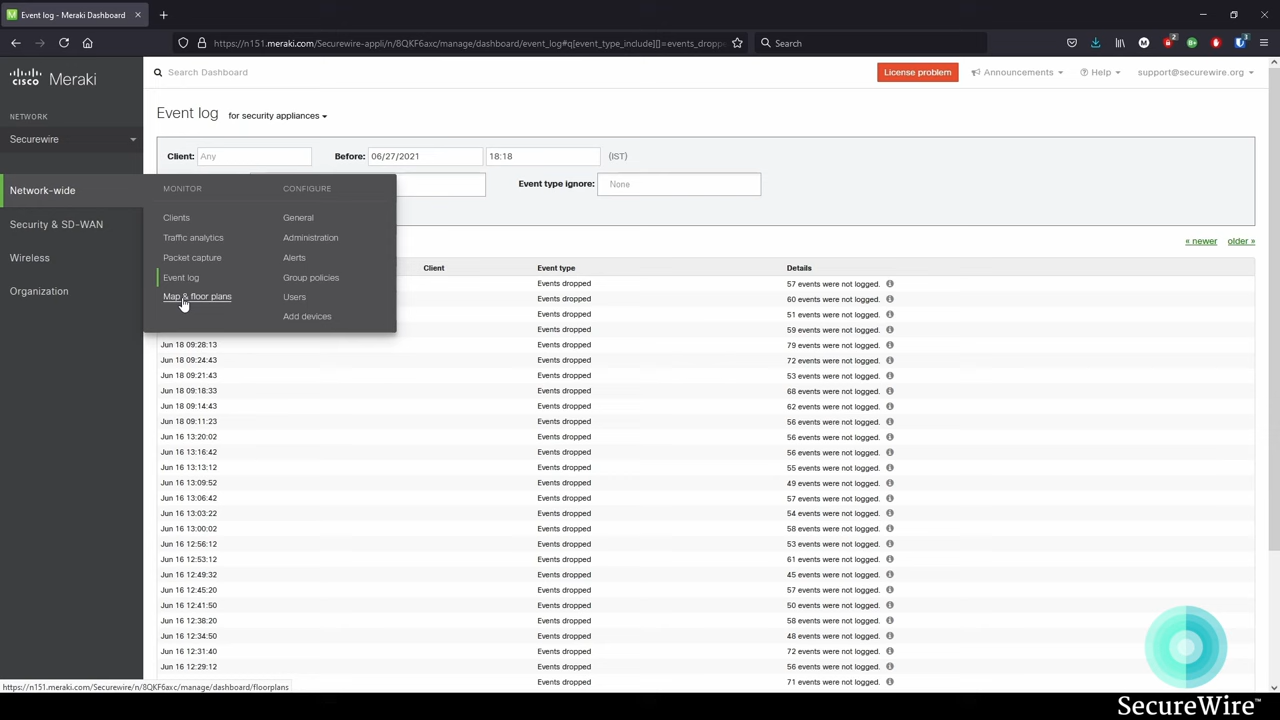 Event log - Meraki Dashboard
https://n151.meraki.com/Securewire-appli/n/8QKF6axc/manage/dashboard/event_log#q[event_type_include][]=events_droppe
Search
CISCO Meraki
Search Dashboard
License problem
Announcements
Help
support@securewire.org
NETWORK
Securewire
Event log for security appliances
Client: Any Before: 06/27/2021 18:18 (IST)
Network-wide
Security & SD-WAN
Wireless
Organization
MONITOR
Clients
Traffic analytics
Packet capture
Event log
Map & floor plans
CONFIGURE
General
Administration
Alerts
Group policies
Users
Add devices
Event type ignore: None
« newer older »
Client Event type Details
Events dropped 57 events were not logged.
Events dropped 60 events were not logged.
Events dropped 51 events were not logged.
Events dropped 59 events were not logged.
Jun 18 09:28:13 Events dropped 79 events were not logged.
Jun 18 09:24:43 Events dropped 72 events were not logged.
Jun 18 09:21:43 Events dropped 53 events were not logged.
Jun 18 09:18:33 Events dropped 68 events were not logged.
Jun 18 09:14:43 Events dropped 62 events were not logged.
Jun 18 09:11:23 Events dropped 56 events were not logged.
Jun 16 13:20:02 Events dropped 56 events were not logged.
Jun 16 13:16:42 Events dropped 56 events were not logged.
Jun 16 13:13:12 Events dropped 55 events were not logged.
Jun 16 13:09:52 Events dropped 49 events were not logged.
Jun 16 13:06:42 Events dropped 57 events were not logged.
Jun 16 13:03:22 Events dropped 54 events were not logged.
Jun 16 13:00:02 Events dropped 58 events were not logged.
Jun 16 12:56:12 Events dropped 53 events were not logged.
Jun 16 12:53:12 Events dropped 61 events were not logged.
Jun 16 12:49:32 Events dropped 45 events were not logged.
Jun 16 12:45:20 Events dropped 57 events were not logged.
Jun 16 12:41:50 Events dropped 50 events were not logged.
Jun 16 12:38:20 Events dropped 58 events were not logged.
Jun 16 12:34:50 Events dropped 48 events were not logged.
Jun 16 12:31:40 Events dropped 72 events were not logged.
Jun 16 12:29:12 Events dropped 56 events were not logged.
Events dropped 71 events were not logged.
https://n151.meraki.com/Securewire/n/8QKF6axc/manage/dashboard/floorplans
SecureWire™